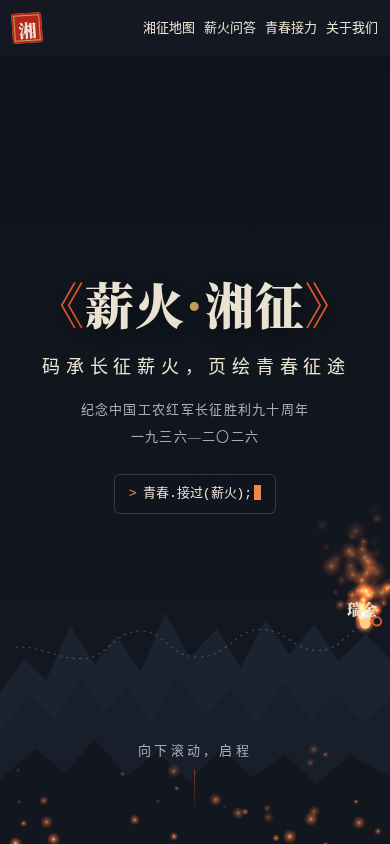 湘
湘征地图 薪火问答 青春接力 关于我们
《薪火·湘征》
码承长征薪火，页绘青春征途
纪念中国工农红军长征胜利九十周年
一九三六—二〇二六
> 青春.接过(薪火);
瑞金
向下滚动，启程